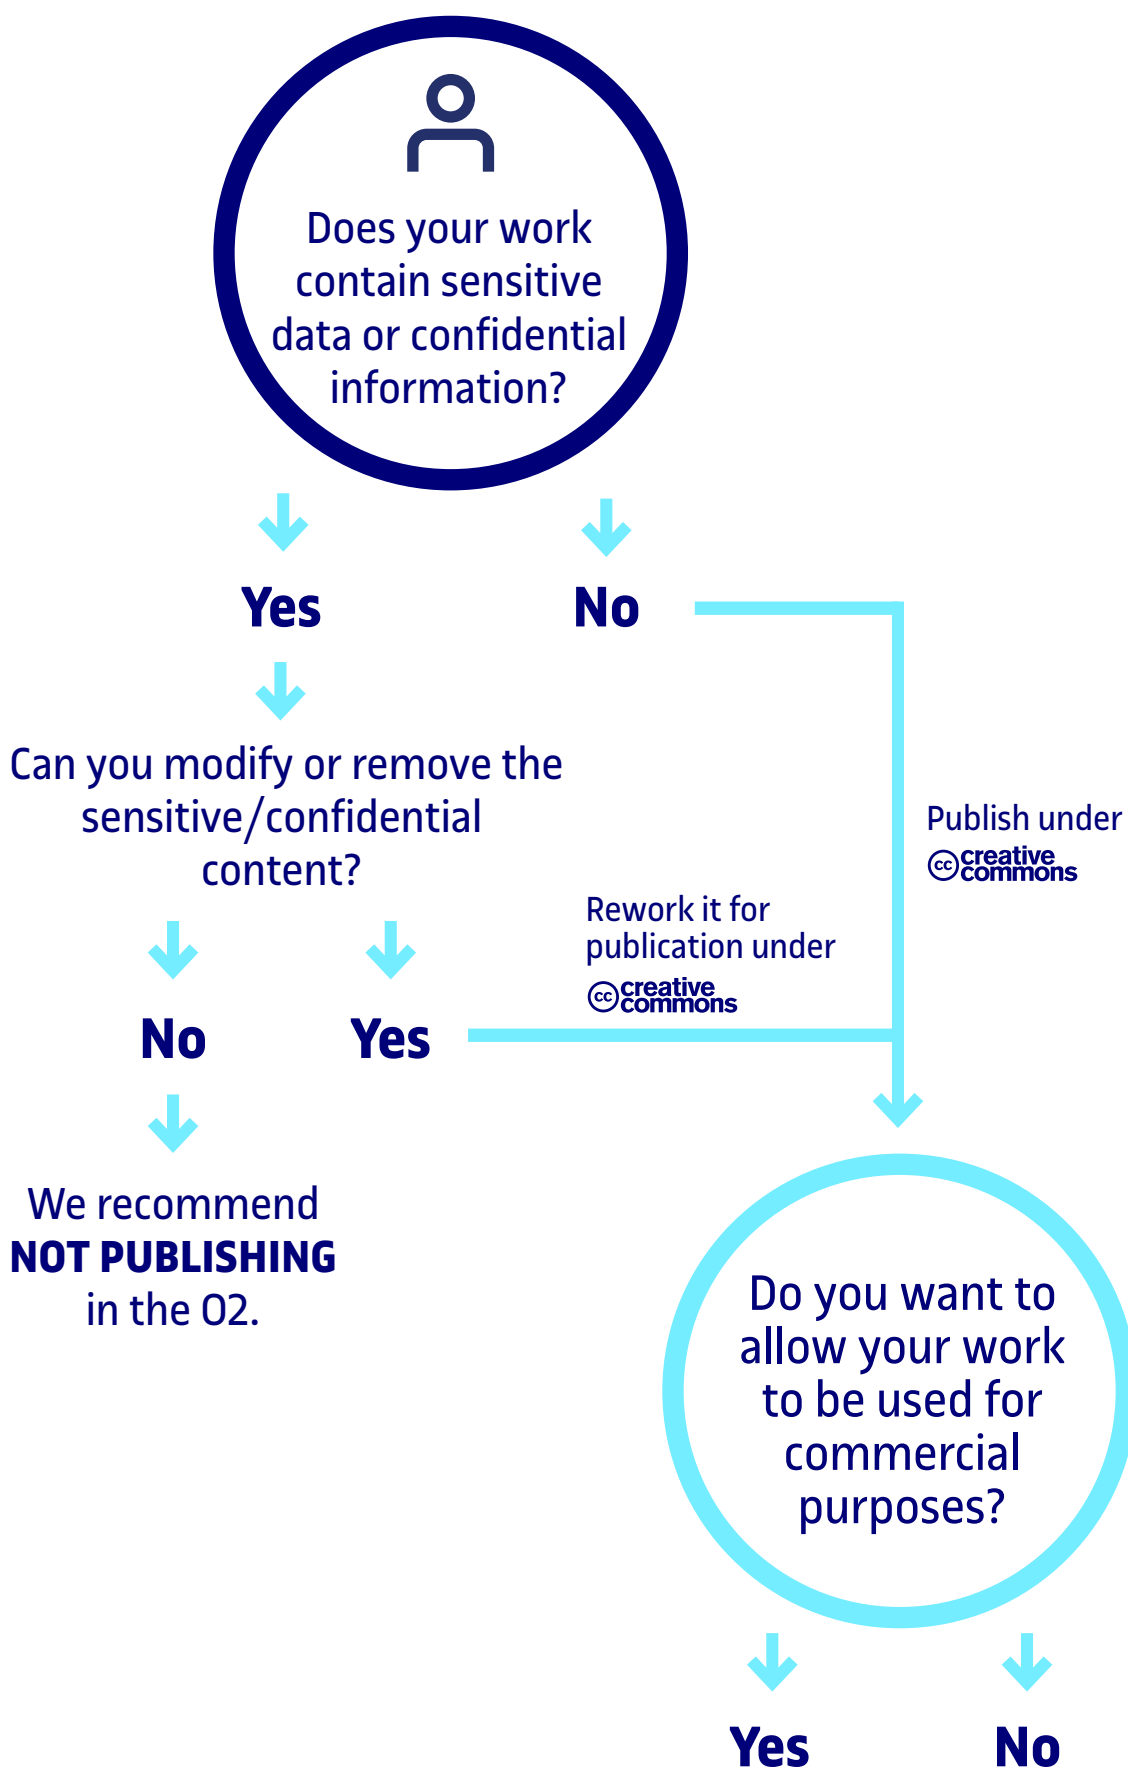 Does your work
contain sensitive
data or confidential
information?
Yes
No
Can you modify or remove the
sensitive/confidential
content?
Publish under
cc creative
commons
Rework it for
publication under
cc creative
commons
No
Yes
We recommend
NOT PUBLISHING
in the O2.
Do you want to
allow your work
to be used for
commercial
purposes?
Yes
No